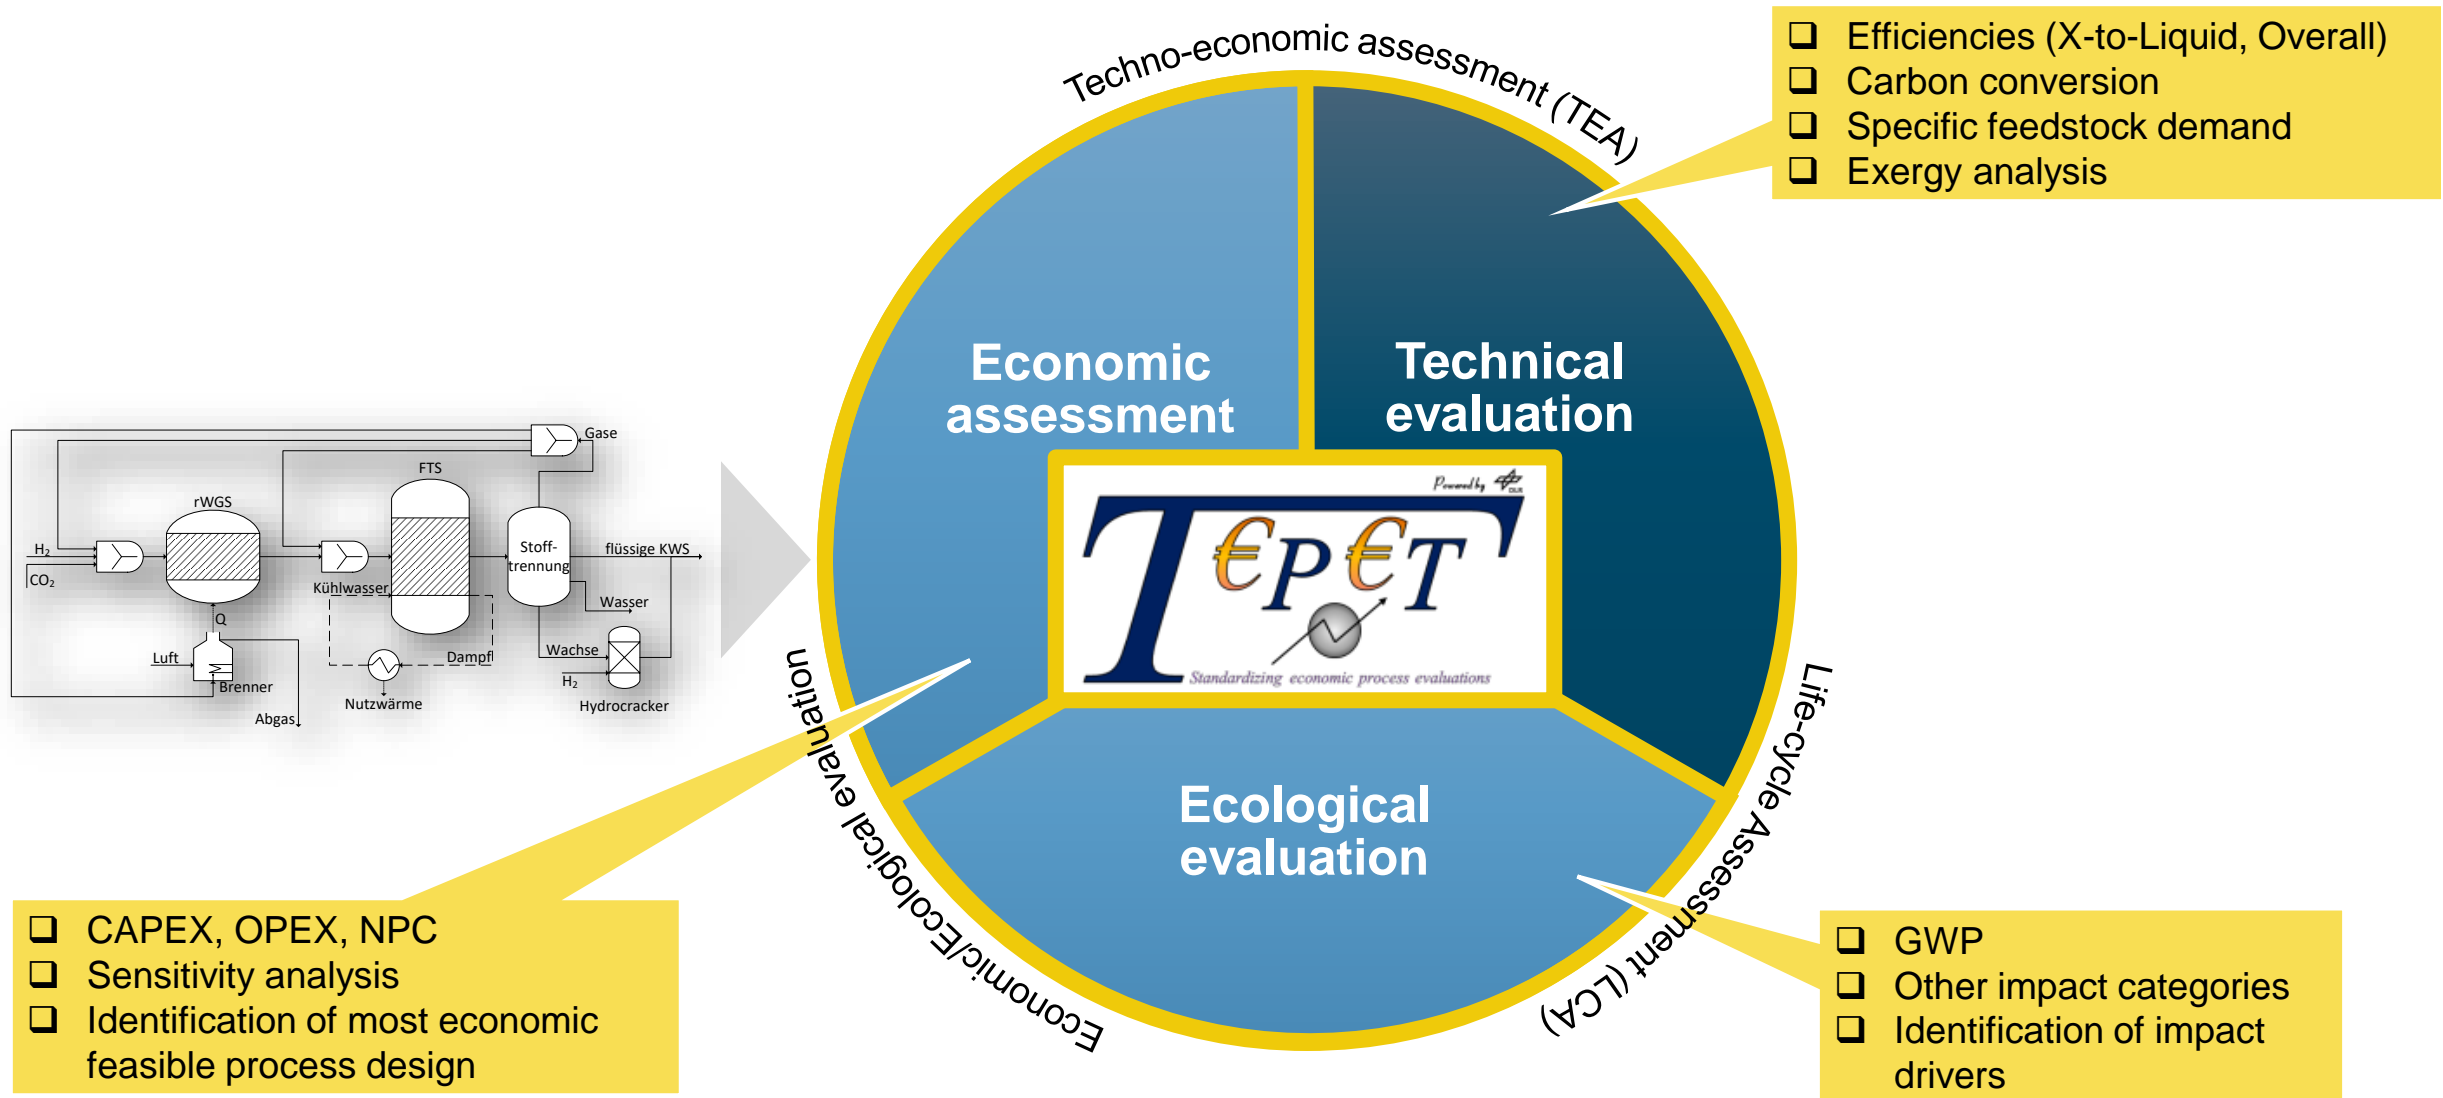 Techno-economic assessment (TEA)
Efficiencies (X-to-Liquid, Overall)
Carbon conversion
Specific feedstock demand
Exergy analysis
Economic
assessment
Technical
evaluation
Gase
FTS
rWGS
H₂
CO₂
Stoff-
trennung
flüssige KWS
Kühlwasser
Wasser
Q
Luft
Brenner
Dampf
Wachse
H₂
Nutzwärme
Hydrocracker
Abgas
Powered by
DLR
T€P€T
Standardizing economic process evaluations
Economic/Ecological evaluation
Life-cycle Assessment (LCA)
Ecological
evaluation
CAPEX, OPEX, NPC
Sensitivity analysis
Identification of most economic
feasible process design
GWP
Other impact categories
Identification of impact
drivers